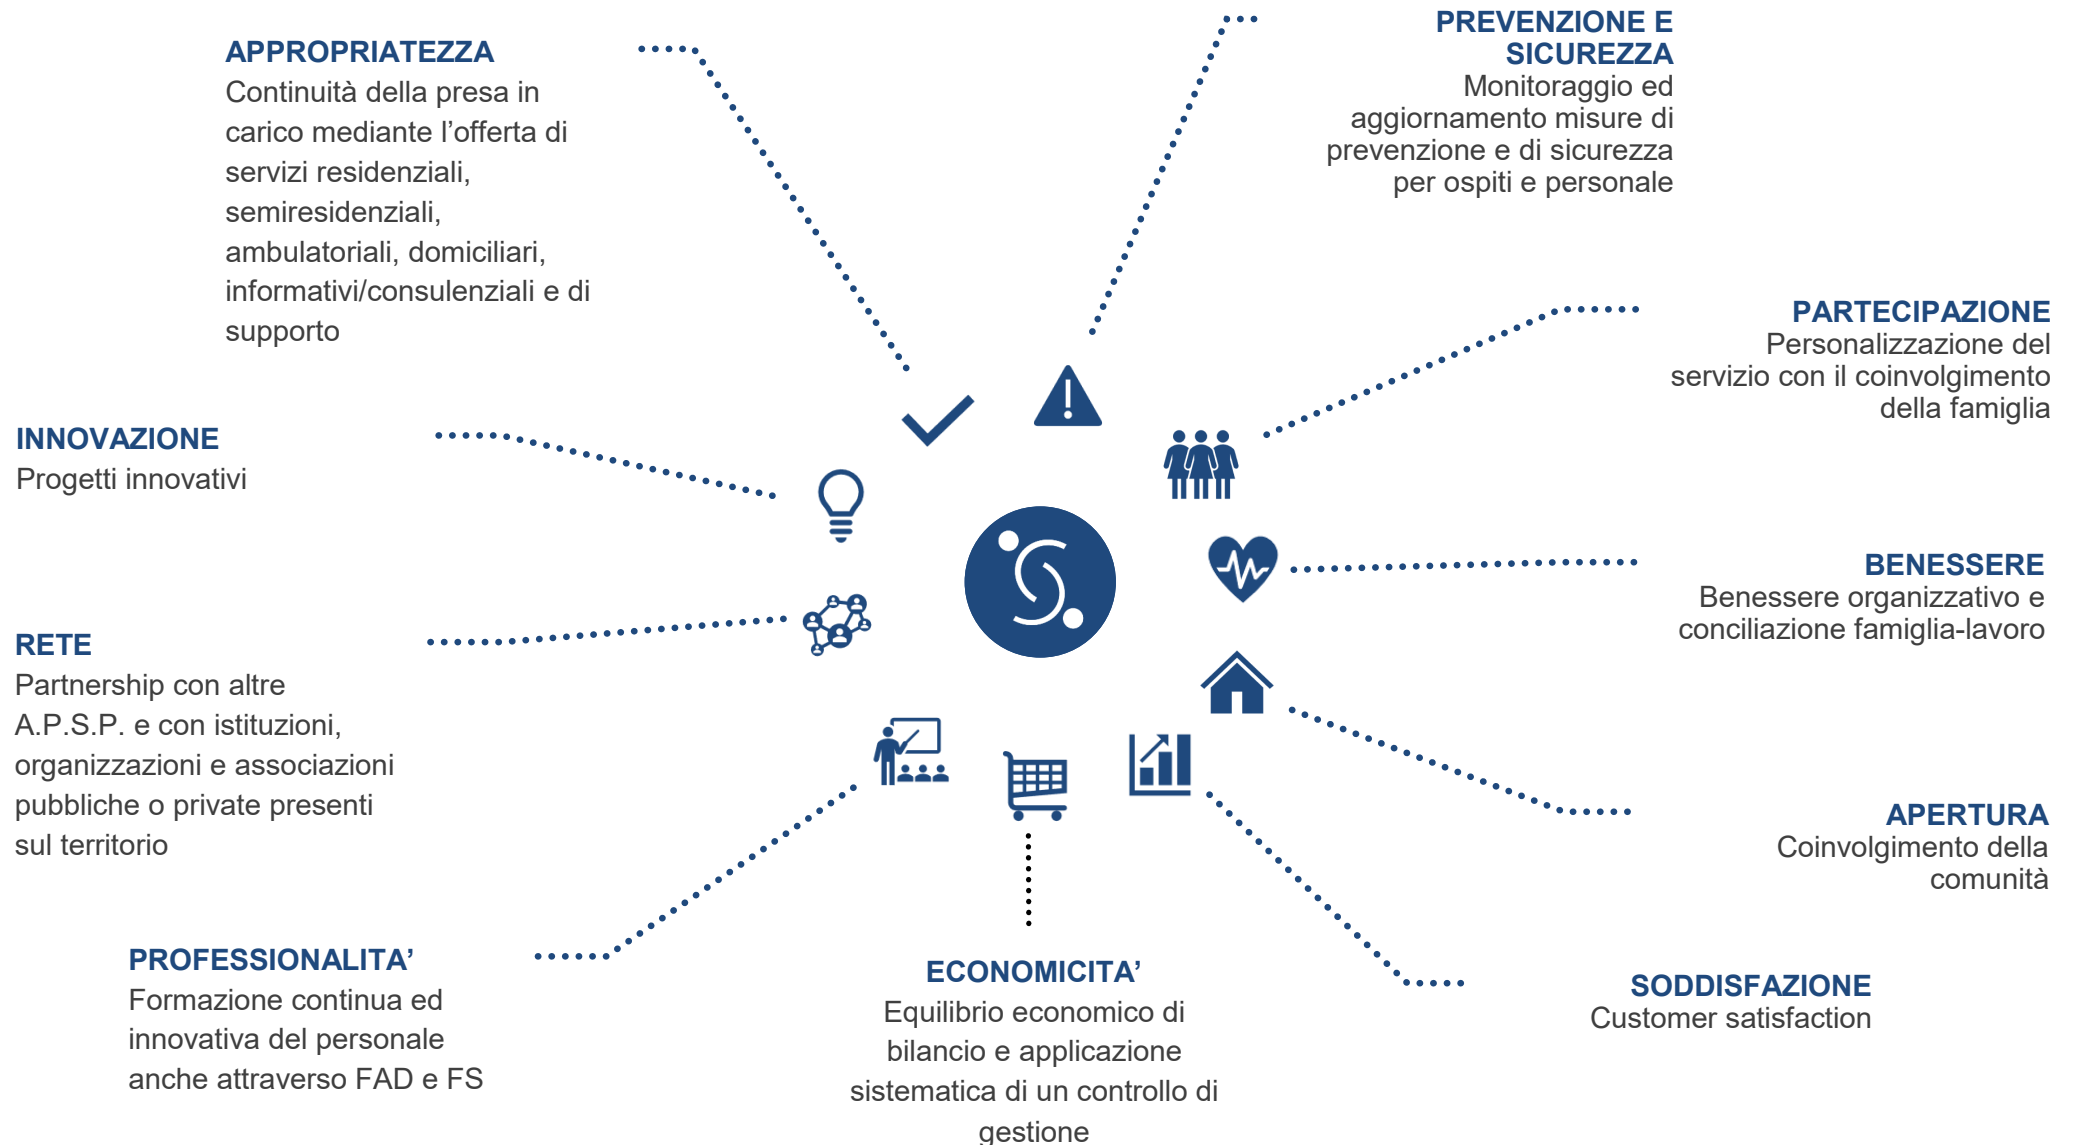 APPROPRIATEZZA
Continuità della presa in
carico mediante l’offerta di
servizi residenziali,
semiresidenziali,
ambulatoriali, domiciliari,
informativi/consulenziali e di
supporto
PREVENZIONE E
SICUREZZA
Monitoraggio ed
aggiornamento misure di
prevenzione e di sicurezza
per ospiti e personale
PARTECIPAZIONE
Personalizzazione del
servizio con il coinvolgimento
della famiglia
INNOVAZIONE
Progetti innovativi
BENESSERE
Benessere organizzativo e
conciliazione famiglia-lavoro
RETE
Partnership con altre
A.P.S.P. e con istituzioni,
organizzazioni e associazioni
pubbliche o private presenti
sul territorio
APERTURA
Coinvolgimento della
comunità
PROFESSIONALITA’
Formazione continua ed
innovativa del personale
anche attraverso FAD e FS
ECONOMICITA’
Equilibrio economico di
bilancio e applicazione
sistematica di un controllo di
gestione
SODDISFAZIONE
Customer satisfaction